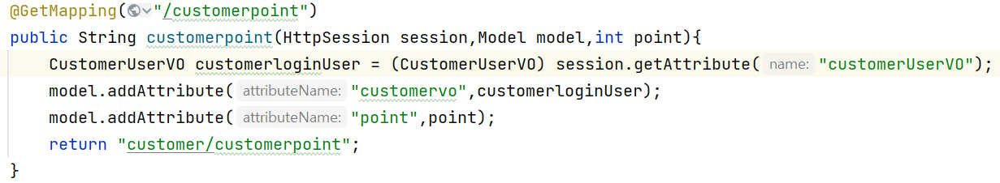 @GetMapping("/customerpoint")
public String customerpoint(HttpSession session,Model model,int point){
CustomerUserVO customerloginUser = (CustomerUserVO) session.getAttribute( name: "customerUserVO");
model.addAttribute( attributeName: "customervo",customerloginUser);
model.addAttribute( attributeName: "point",point);
return "customer/customerpoint";
}